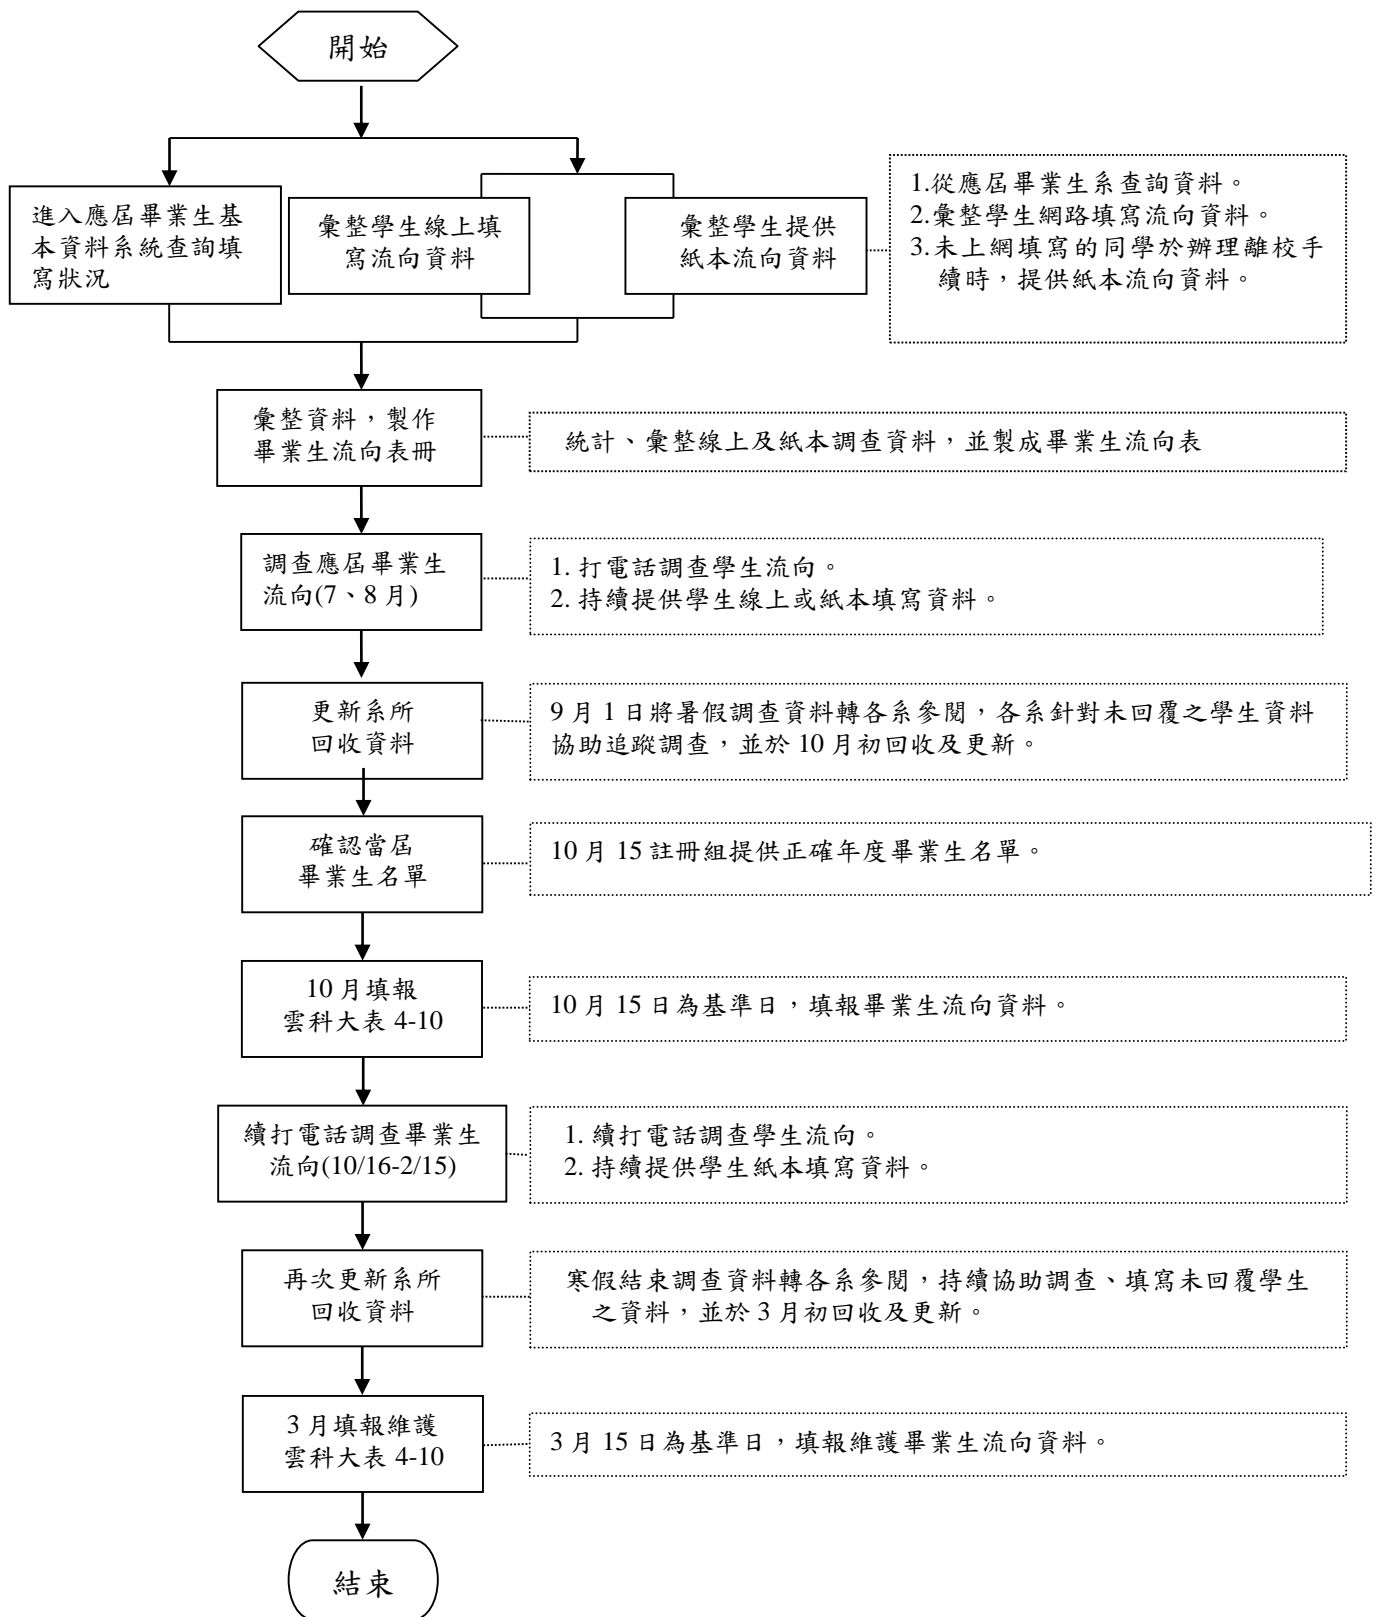 開始
進入應屆畢業生基
本資料系統查詢填
寫狀況
彙整學生線上填
寫流向資料
彙整學生提供
紙本流向資料
1.從應屆畢業生系查詢資料。
2.彙整學生網路填寫流向資料。
3.未上網填寫的同學於辦理離校手
續時，提供紙本流向資料。
彙整資料，製作
畢業生流向表冊
統計、彙整線上及紙本調查資料，並製成畢業生流向表
調查應屆畢業生
流向(7、8 月)
1. 打電話調查學生流向。
2. 持續提供學生線上或紙本填寫資料。
更新系所
回收資料
9 月 1 日將暑假調查資料轉各系參閱，各系針對未回覆之學生資料
協助追蹤調查，並於 10 月初回收及更新。
確認當屆
畢業生名單
10 月 15 註冊組提供正確年度畢業生名單。
10 月填報
雲科大表 4-10
10 月 15 日為基準日，填報畢業生流向資料。
續打電話調查畢業生
流向(10/16-2/15)
1. 續打電話調查學生流向。
2. 持續提供學生紙本填寫資料。
再次更新系所
回收資料
寒假結束調查資料轉各系參閱，持續協助調查、填寫未回覆學生
之資料，並於 3 月初回收及更新。
3 月填報維護
雲科大表 4-10
3 月 15 日為基準日，填報維護畢業生流向資料。
結束